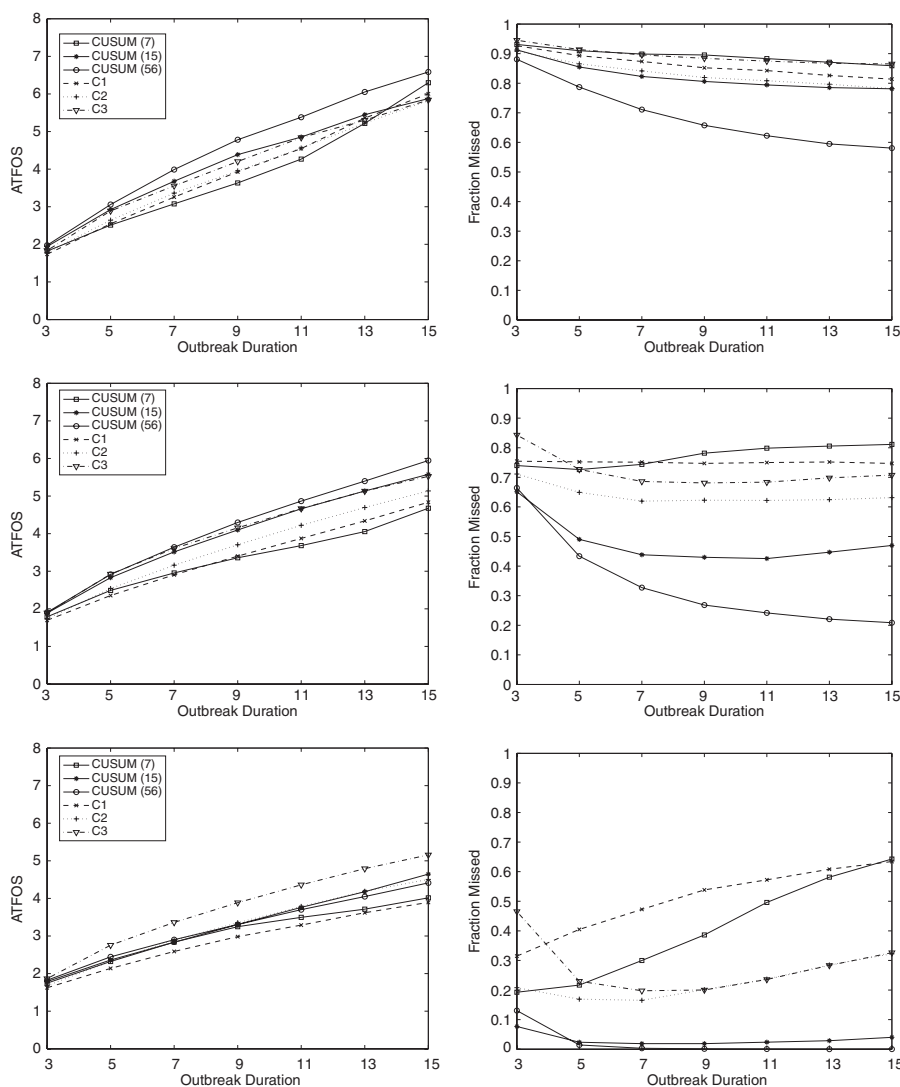 8
7
6
5
4
3
2
1
0
ATFOS
CUSUM (7)
CUSUM (15)
CUSUM (56)
C1
C2
C3
3 5 7 9 11 13 15
Outbreak Duration
1
0.9
0.8
0.7
0.6
0.5
0.4
0.3
0.2
0.1
0
Fraction Missed
3 5 7 9 11 13 15
Outbreak Duration
8
7
6
5
4
3
2
1
0
ATFOS
CUSUM (7)
CUSUM (15)
CUSUM (56)
C1
C2
C3
3 5 7 9 11 13 15
Outbreak Duration
1
0.9
0.8
0.7
0.6
0.5
0.4
0.3
0.2
0.1
0
Fraction Missed
3 5 7 9 11 13 15
Outbreak Duration
8
7
6
5
4
3
2
1
0
ATFOS
CUSUM (7)
CUSUM (15)
CUSUM (56)
C1
C2
C3
3 5 7 9 11 13 15
Outbreak Duration
1
0.9
0.8
0.7
0.6
0.5
0.4
0.3
0.2
0.1
0
Fraction Missed
3 5 7 9 11 13 15
Outbreak Duration